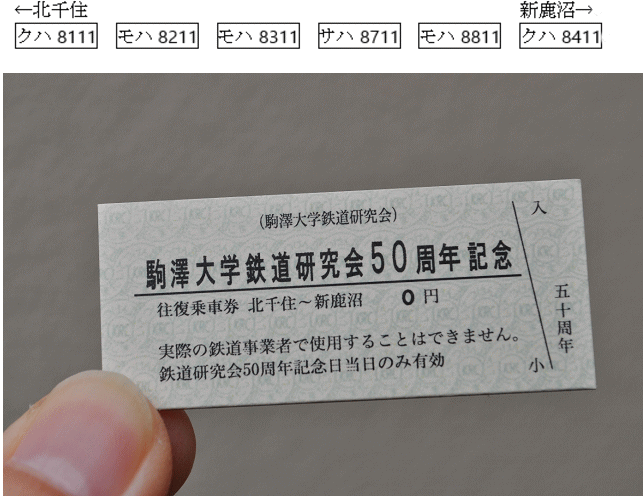 ←北千住 新鹿沼→
クハ 8111 モハ 8211 モハ 8311 サハ 8711 モハ 8811 クハ 8411
(駒澤大学鉄道研究会)
駒澤大学鉄道研究会50周年記念
往復乗車券 北千住～新鹿沼 0 円
実際の鉄道事業者で使用することはできません。
鉄道研究会50周年記念日当日のみ有効
入
五十周年
小